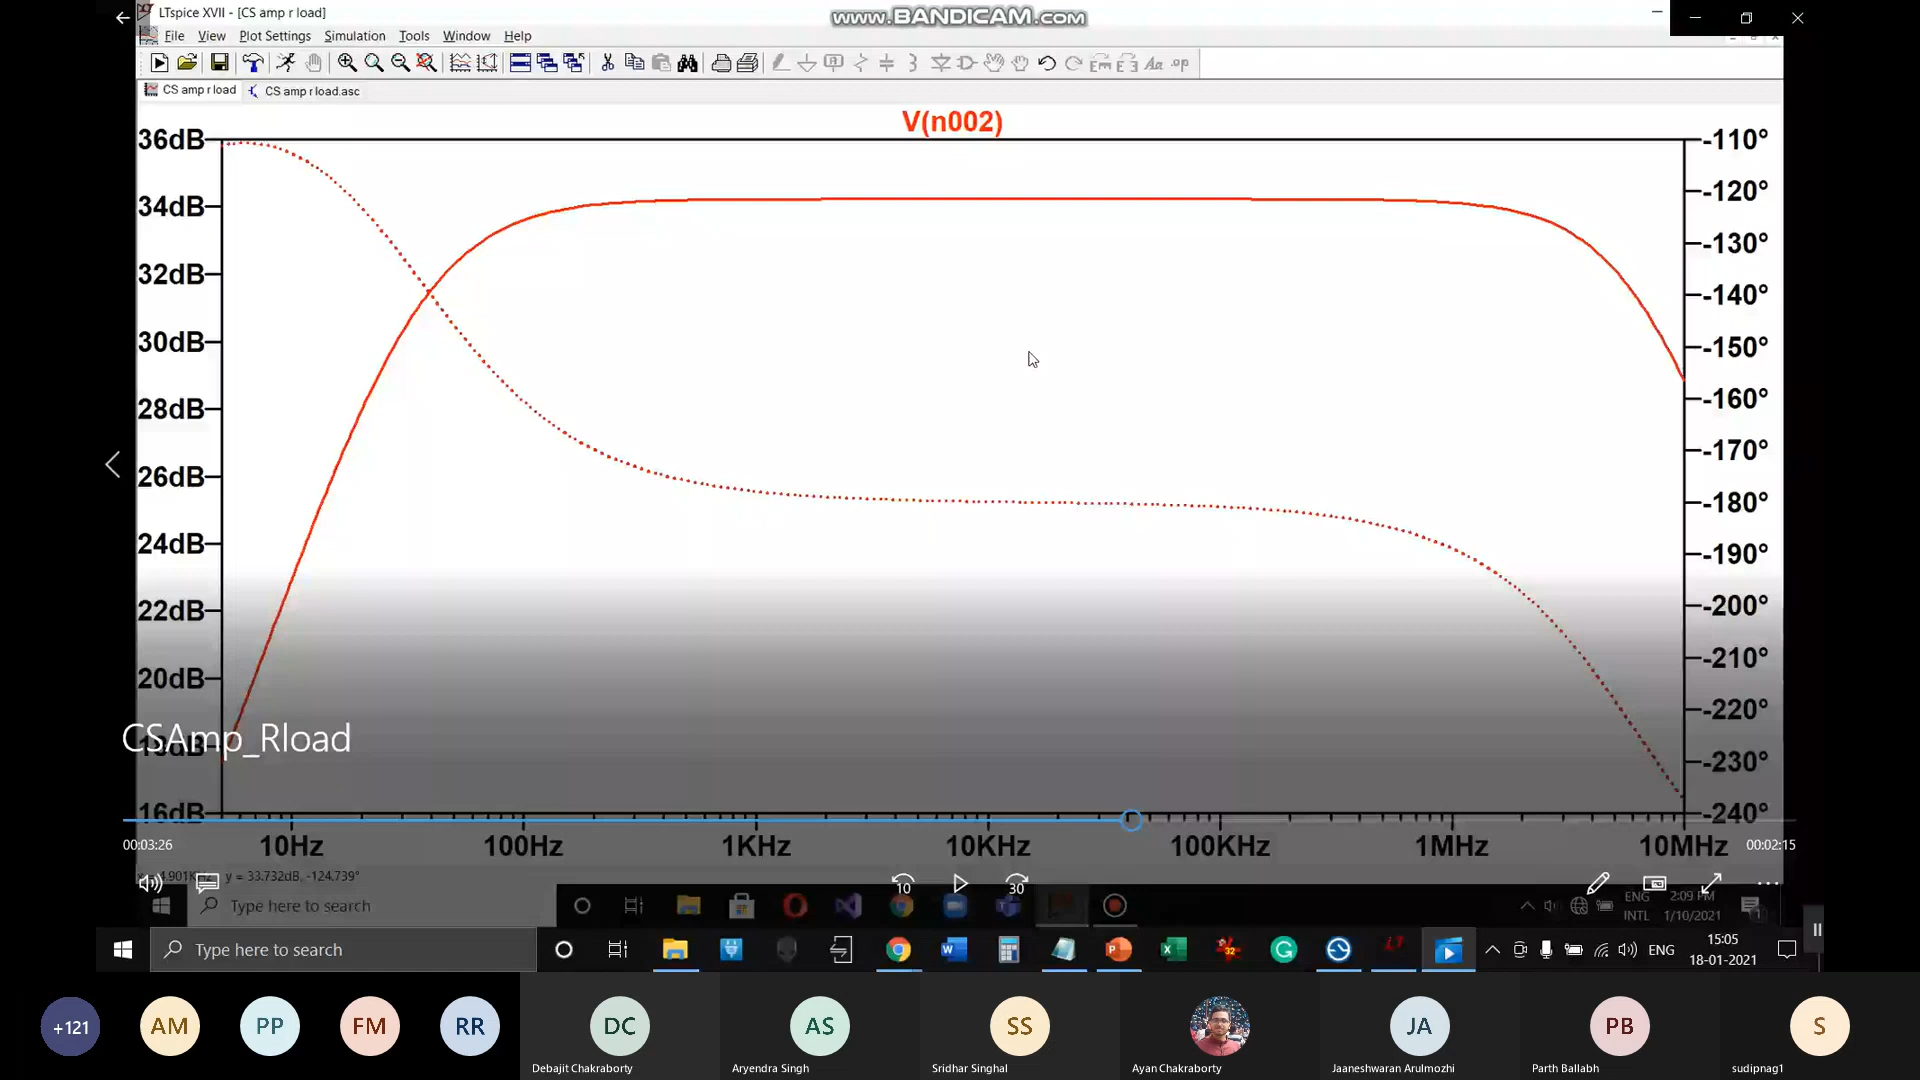 LTspice XVII - [CS amp r load]
www.BANDICAM.com
File View Plot Settings Simulation Tools Window Help
CS amp r load
CS amp r load.asc
V(n002)
36dB
34dB
32dB
30dB
28dB
26dB
24dB
22dB
20dB
16dB
-110°
-120°
-130°
-140°
-150°
-160°
-170°
-180°
-190°
-200°
-210°
-220°
-230°
-240°
CSAmp_Rload
10Hz 100Hz 1KHz 10KHz 100KHz 1MHz 10MHz
00:03:26
00:02:15
y = 33.732dB, -124.739°
10
30
Type here to search
ENG
INTL
2:09 PM
1/10/2021
Type here to search
ENG
15:05
18-01-2021
+121
AM
PP
FM
RR
DC
Debajit Chakraborty
AS
Aryendra Singh
SS
Sridhar Singhal
Ayan Chakraborty
JA
Jaaneshwaran Arulmozhi
PB
Parth Ballabh
S
sudipnag1